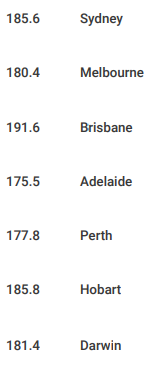 185.6 Sydney
180.4 Melbourne
191.6 Brisbane
175.5 Adelaide
177.8 Perth
185.8 Hobart
181.4 Darwin